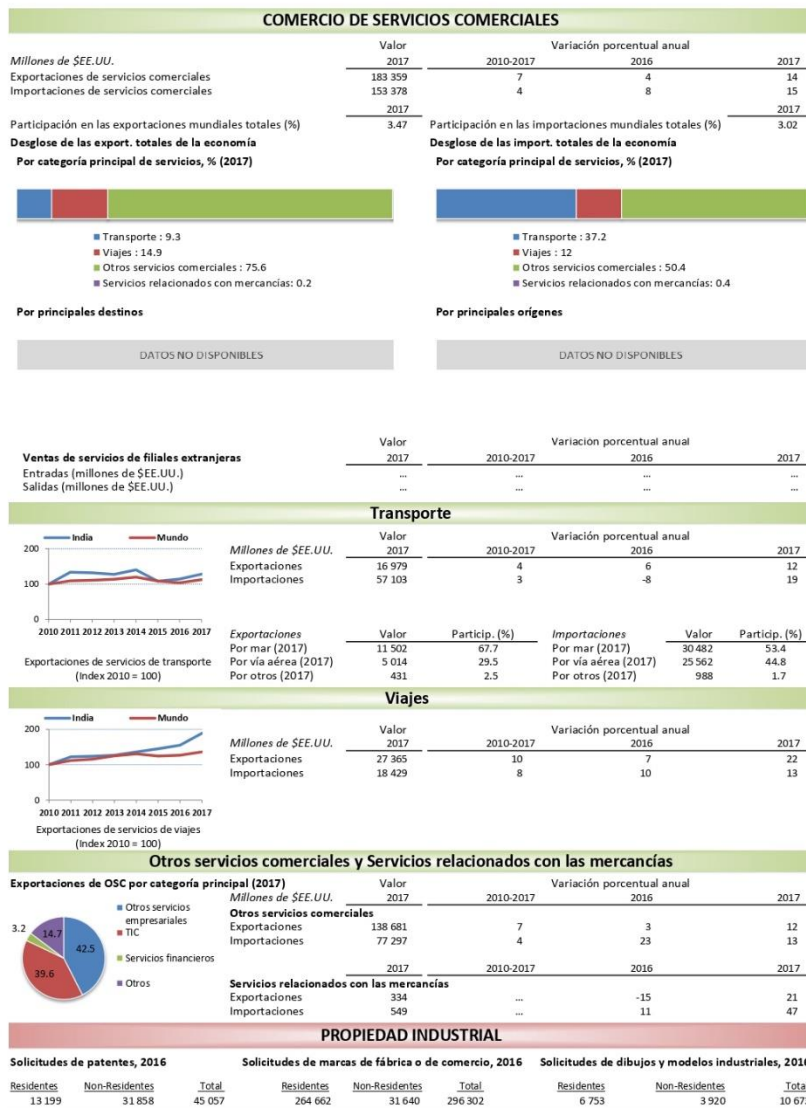 COMERCIO DE SERVICIOS COMERCIALES
Valor Variación porcentual anual
Millones de $EE.UU. 2017 2010-2017 2016 2017
Exportaciones de servicios comerciales 183 359 7 4 14
Importaciones de servicios comerciales 153 378 4 8 15
2017 2017
Participación en las exportaciones mundiales totales (%) 3.47 Participación en las importaciones mundiales totales (%) 3.02
Desglose de las export. totales de la economía Desglose de las import. totales de la economía
Por categoría principal de servicios, % (2017) Por categoría principal de servicios, % (2017)
Transporte : 9.3 Transporte : 37.2
Viajes : 14.9 Viajes : 12
Otros servicios comerciales : 75.6 Otros servicios comerciales : 50.4
Servicios relacionados con mercancías: 0.2 Servicios relacionados con mercancías: 0.4
Por principales destinos Por principales orígenes
DATOS NO DISPONIBLES DATOS NO DISPONIBLES
Valor Variación porcentual anual
Ventas de servicios de filiales extranjeras 2017 2010-2017 2016 2017
Entradas (millones de $EE.UU.) ... ... ... ...
Salidas (millones de $EE.UU.) ... ... ... ...
Transporte
India Mundo
200
100
0
2010 2011 2012 2013 2014 2015 2016 2017
Exportaciones de servicios de transporte
(Index 2010 = 100)
Valor Variación porcentual anual
Millones de $EE.UU. 2017 2010-2017 2016 2017
Exportaciones 16 979 4 6 12
Importaciones 57 103 3 -8 19
Exportaciones Valor Particip. (%) Importaciones Valor Particip. (%)
Por mar (2017) 11 502 67.7 Por mar (2017) 30 482 53.4
Por vía aérea (2017) 5 014 29.5 Por vía aérea (2017) 25 562 44.8
Por otros (2017) 431 2.5 Por otros (2017) 988 1.7
Viajes
India Mundo
200
100
0
2010 2011 2012 2013 2014 2015 2016 2017
Exportaciones de servicios de viajes
(Index 2010 = 100)
Valor Variación porcentual anual
Millones de $EE.UU. 2017 2010-2017 2016 2017
Exportaciones 27 365 10 7 22
Importaciones 18 429 8 10 13
Otros servicios comerciales y Servicios relacionados con las mercancías
Exportaciones de OSC por categoría principal (2017)
42.5
39.6
3.2
14.7
Otros servicios
empresariales
TIC
Servicios financieros
Otros
Valor Variación porcentual anual
Millones de $EE.UU. 2017 2010-2017 2016 2017
Otros servicios comerciales
Exportaciones 138 681 7 3 12
Importaciones 77 297 4 23 13
2017 2010-2017 2016 2017
Servicios relacionados con las mercancías
Exportaciones 334 ... -15 21
Importaciones 549 ... 11 47
PROPIEDAD INDUSTRIAL
Solicitudes de patentes, 2016 Solicitudes de marcas de fábrica o de comercio, 2016 Solicitudes de dibujos y modelos industriales, 2016
Residentes Non-Residentes Total Residentes Non-Residentes Total Residentes Non-Residentes Total
13 199 31 858 45 057 264 662 31 640 296 302 6 753 3 920 10 673